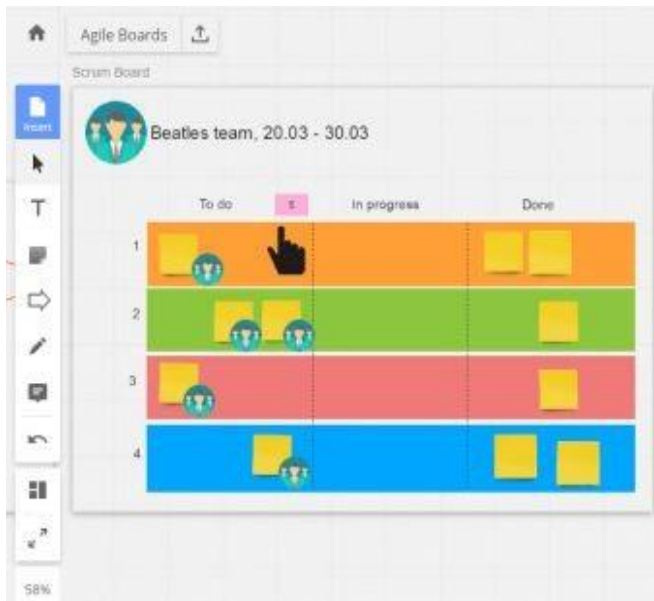 Agile Boards
Scrum Board
Insert
Beatles team, 20.03 - 30.03
To do 5 In progress Done
1
2
3
4
58%